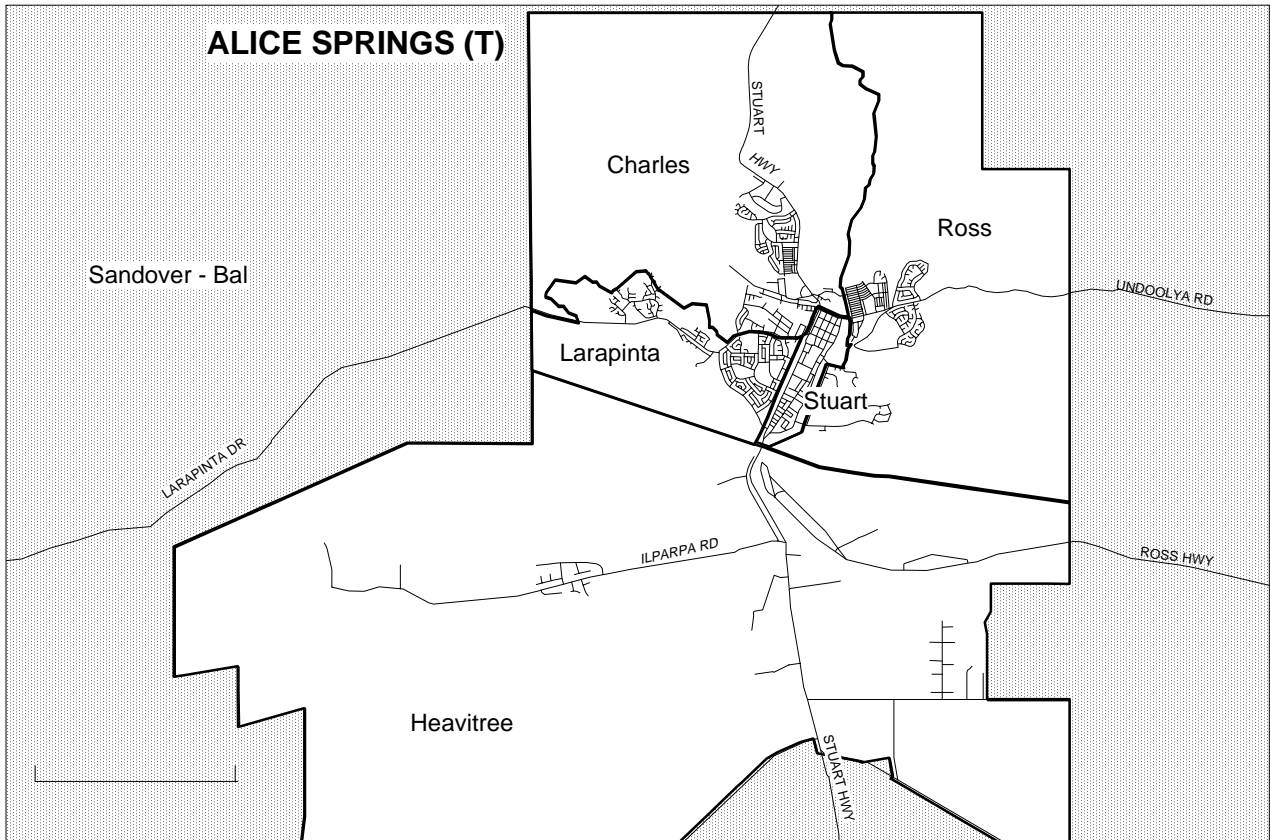 ALICE SPRINGS (T)
STUART
HWY
Charles
Ross
Sandover - Bal
UNDOOLYA RD
Larapinta
Stuart
LARAPINTA DR
ILPARPA RD
ROSS HWY
Heavitree
STUART HWY